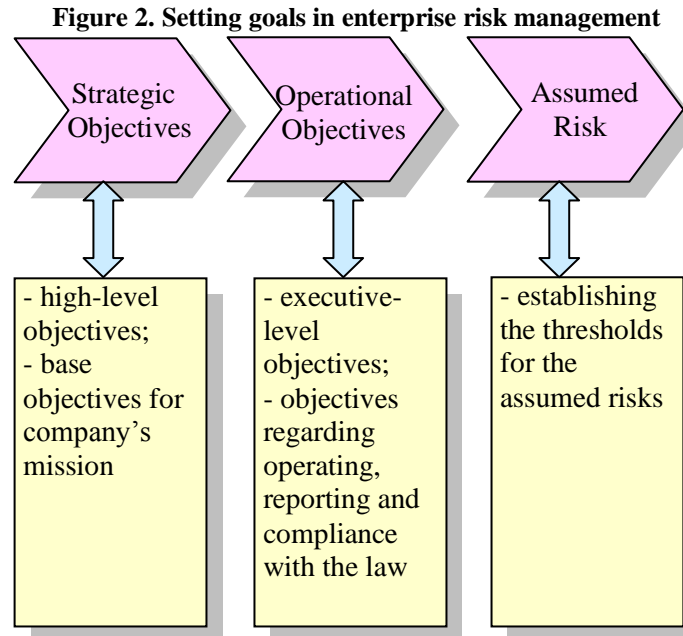 Figure 2. Setting goals in enterprise risk management
Strategic
Objectives
Operational
Objectives
Assumed
Risk
- high-level
objectives;
- base
objectives for
company's
mission
- executive-
level
objectives;
- objectives
regarding
operating,
reporting and
compliance
with the law
- establishing
the thresholds
for the
assumed risks